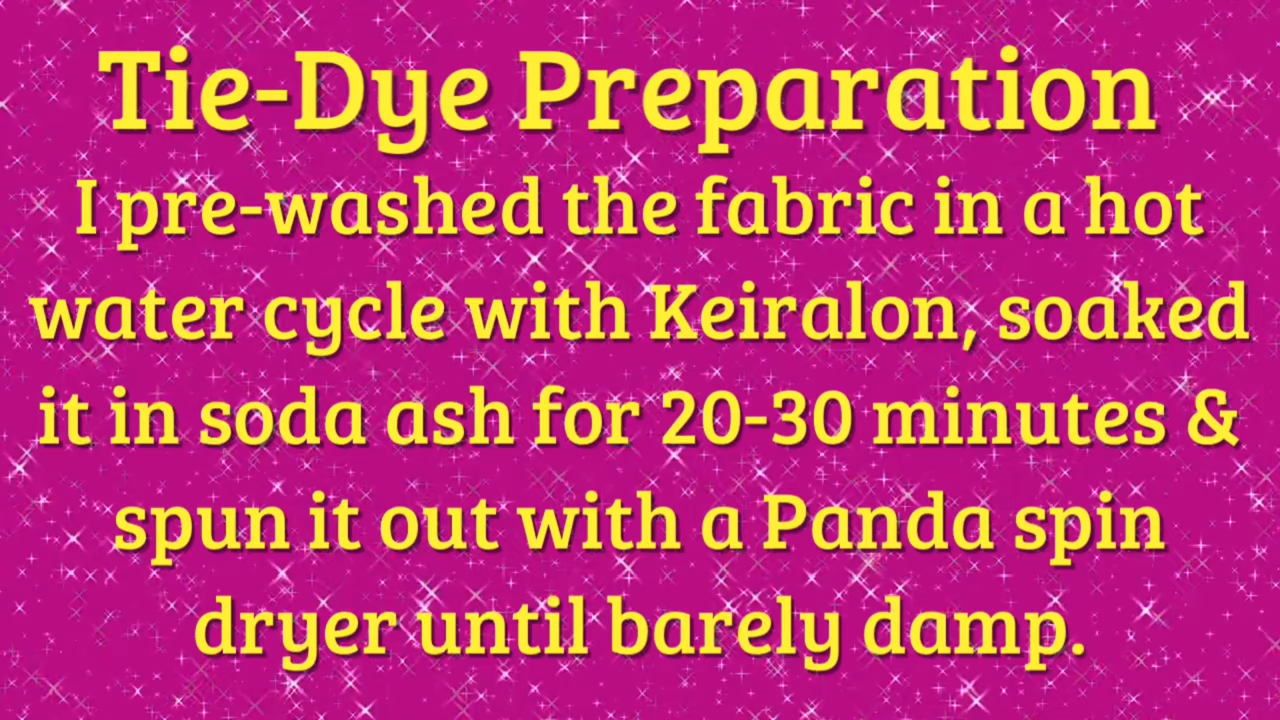 Tie-Dye Preparation
I pre-washed the fabric in a hot
water cycle with Keiralon, soaked
it in soda ash for 20-30 minutes &
spun it out with a Panda spin
dryer until barely damp.